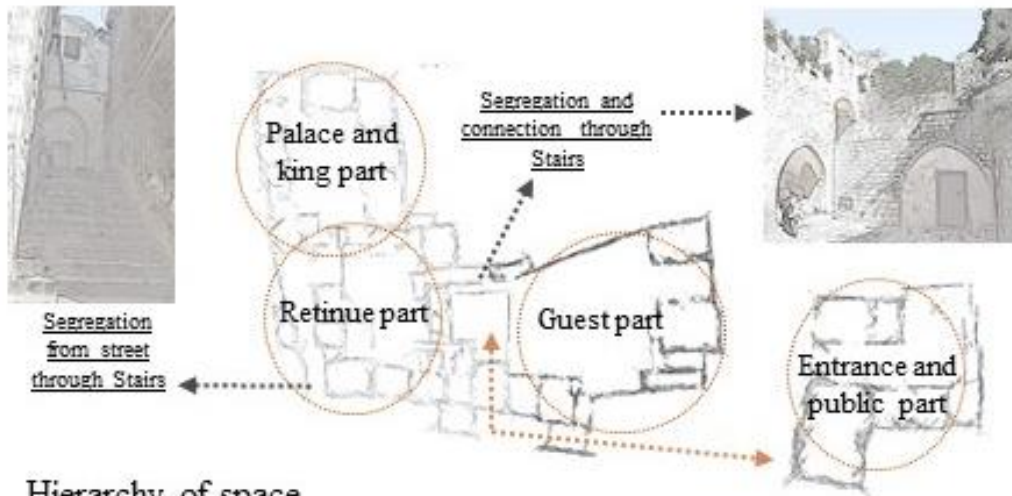 Segregation and
connection through
Stairs
Palace and
king part
Retinue part
Guest part
Segregation
from street
through Stairs
Entrance and
public part
Hierarchy of space